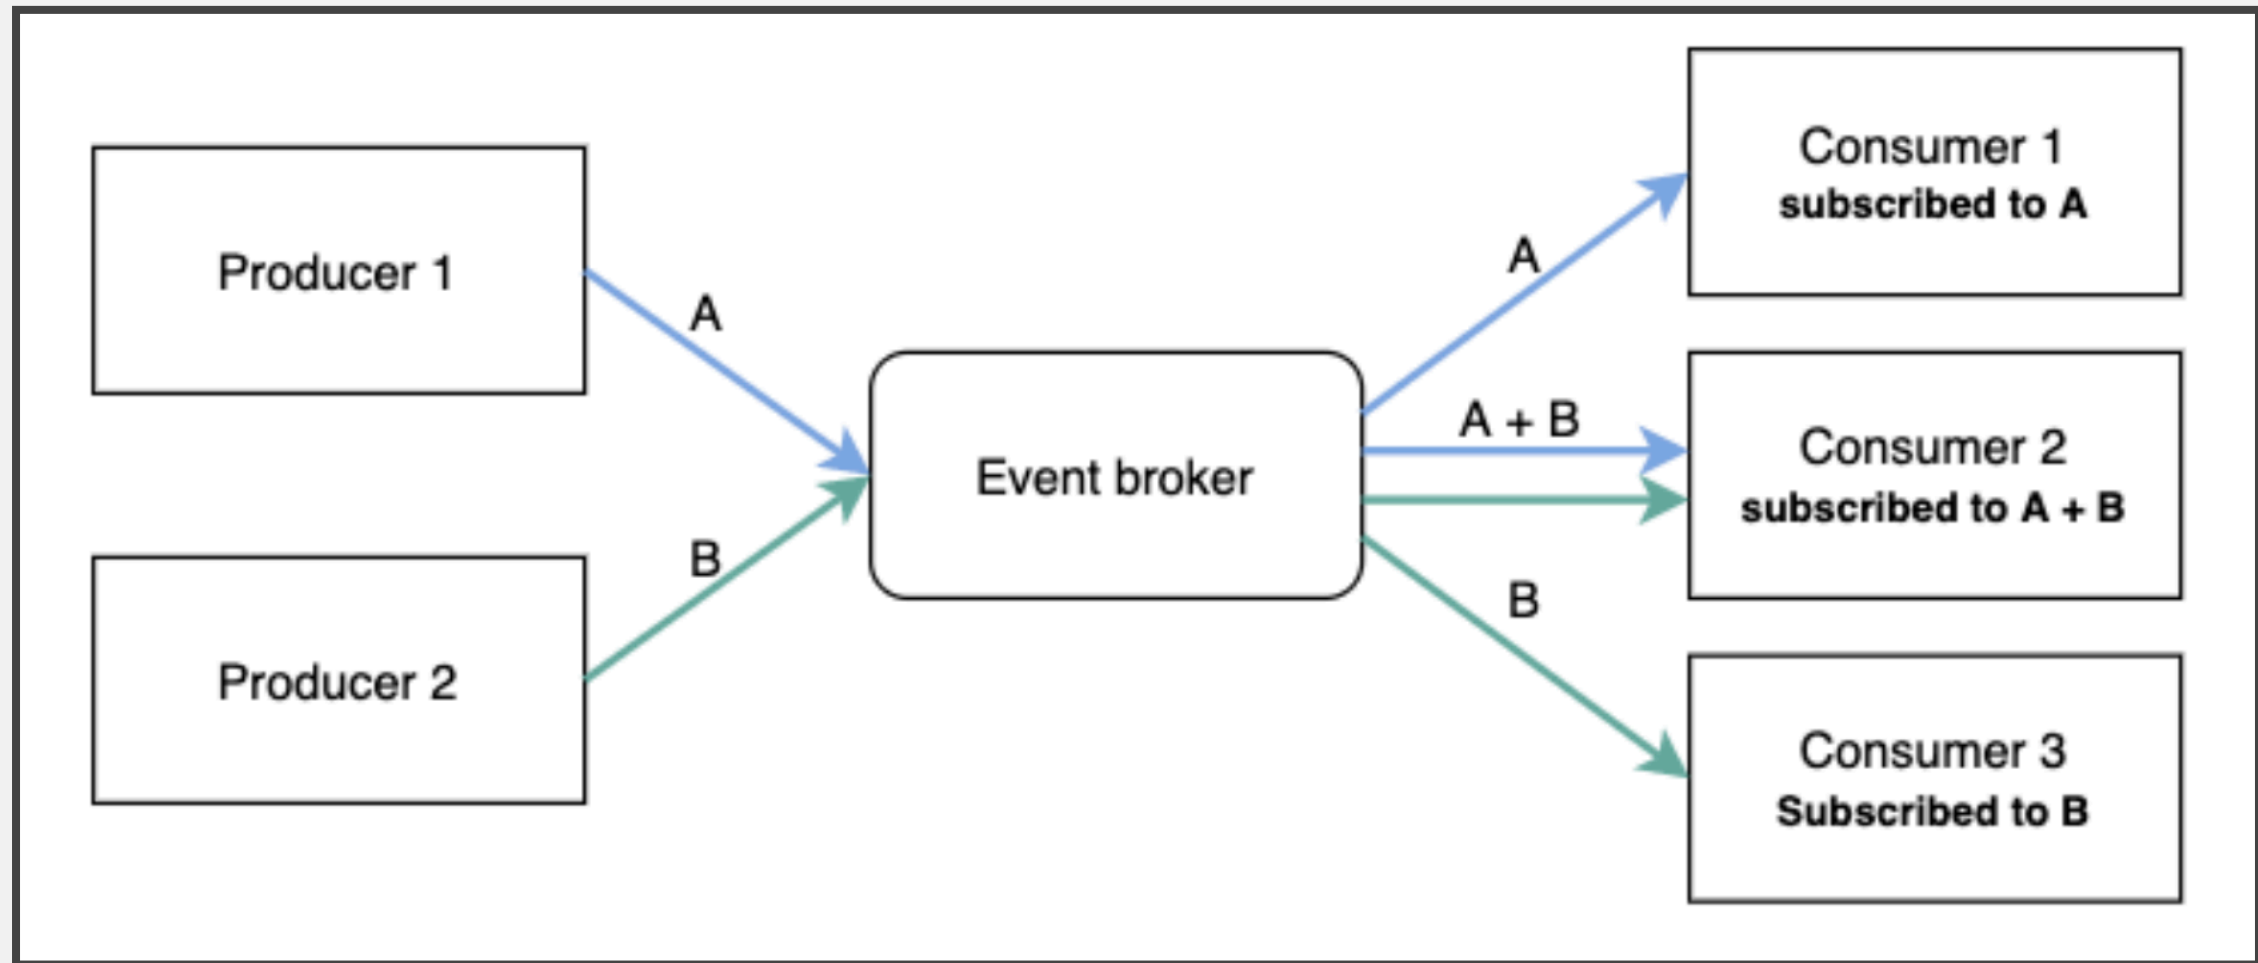 Producer 1
A
Producer 2
B
Event broker
A
A + B
B
Consumer 1
subscribed to A
Consumer 2
subscribed to A + B
Consumer 3
Subscribed to B